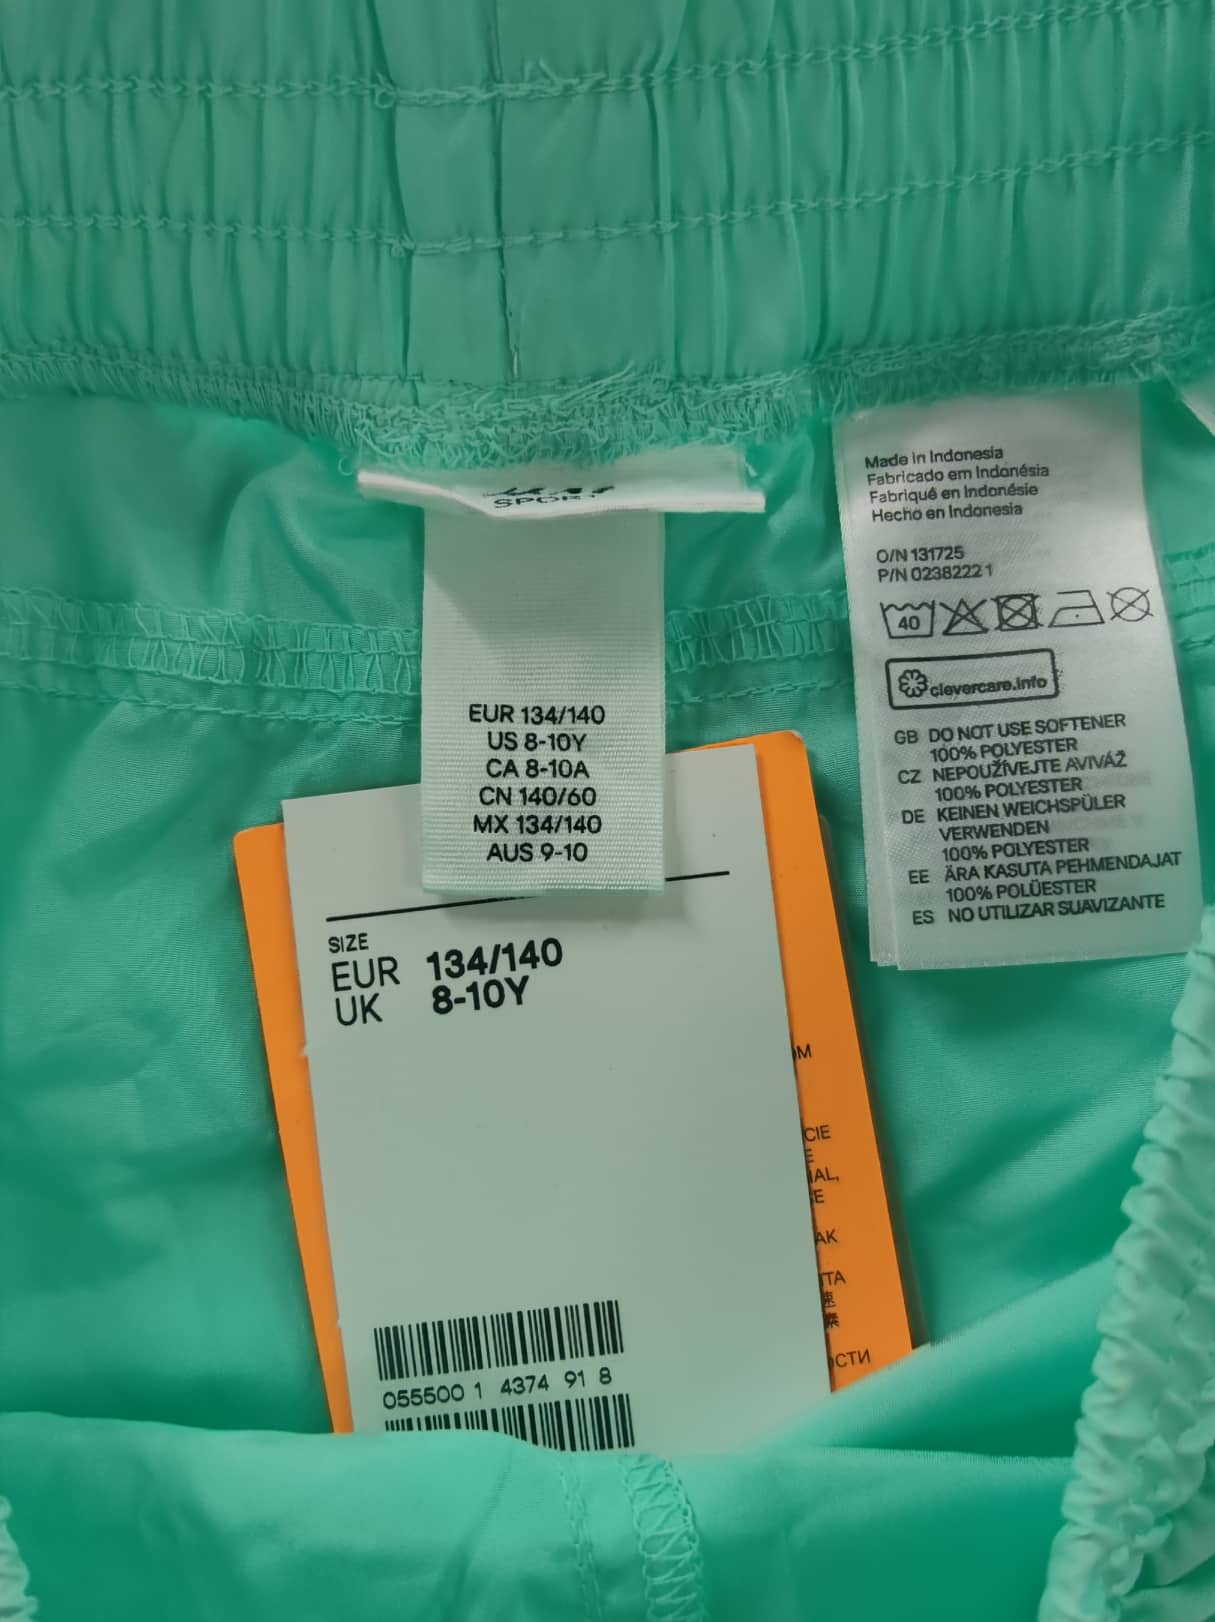 SPORT
EUR 134/140
US 8-10Y
CA 8-10A
CN 140/60
MX 134/140
AUS 9-10
Made in Indonesia
Fabricado em Indonésia
Fabriqué en Indonésie
Hecho en Indonesia
O/N 131725
P/N 02382221
40
clevercare.info
GB DO NOT USE SOFTENER
100% POLYESTER
CZ NEPOUŽÍVEJTE AVIVÁŽ
100% POLYESTER
DE KEINEN WEICHSPÜLER
VERWENDEN
100% POLYESTER
EE ÄRA KASUTA PEHMENDAJAT
100% POLÜESTER
ES NO UTILIZAR SUAVIZANTE
SIZE
EUR 134/140
UK 8-10Y
055500 1 4374 91 8